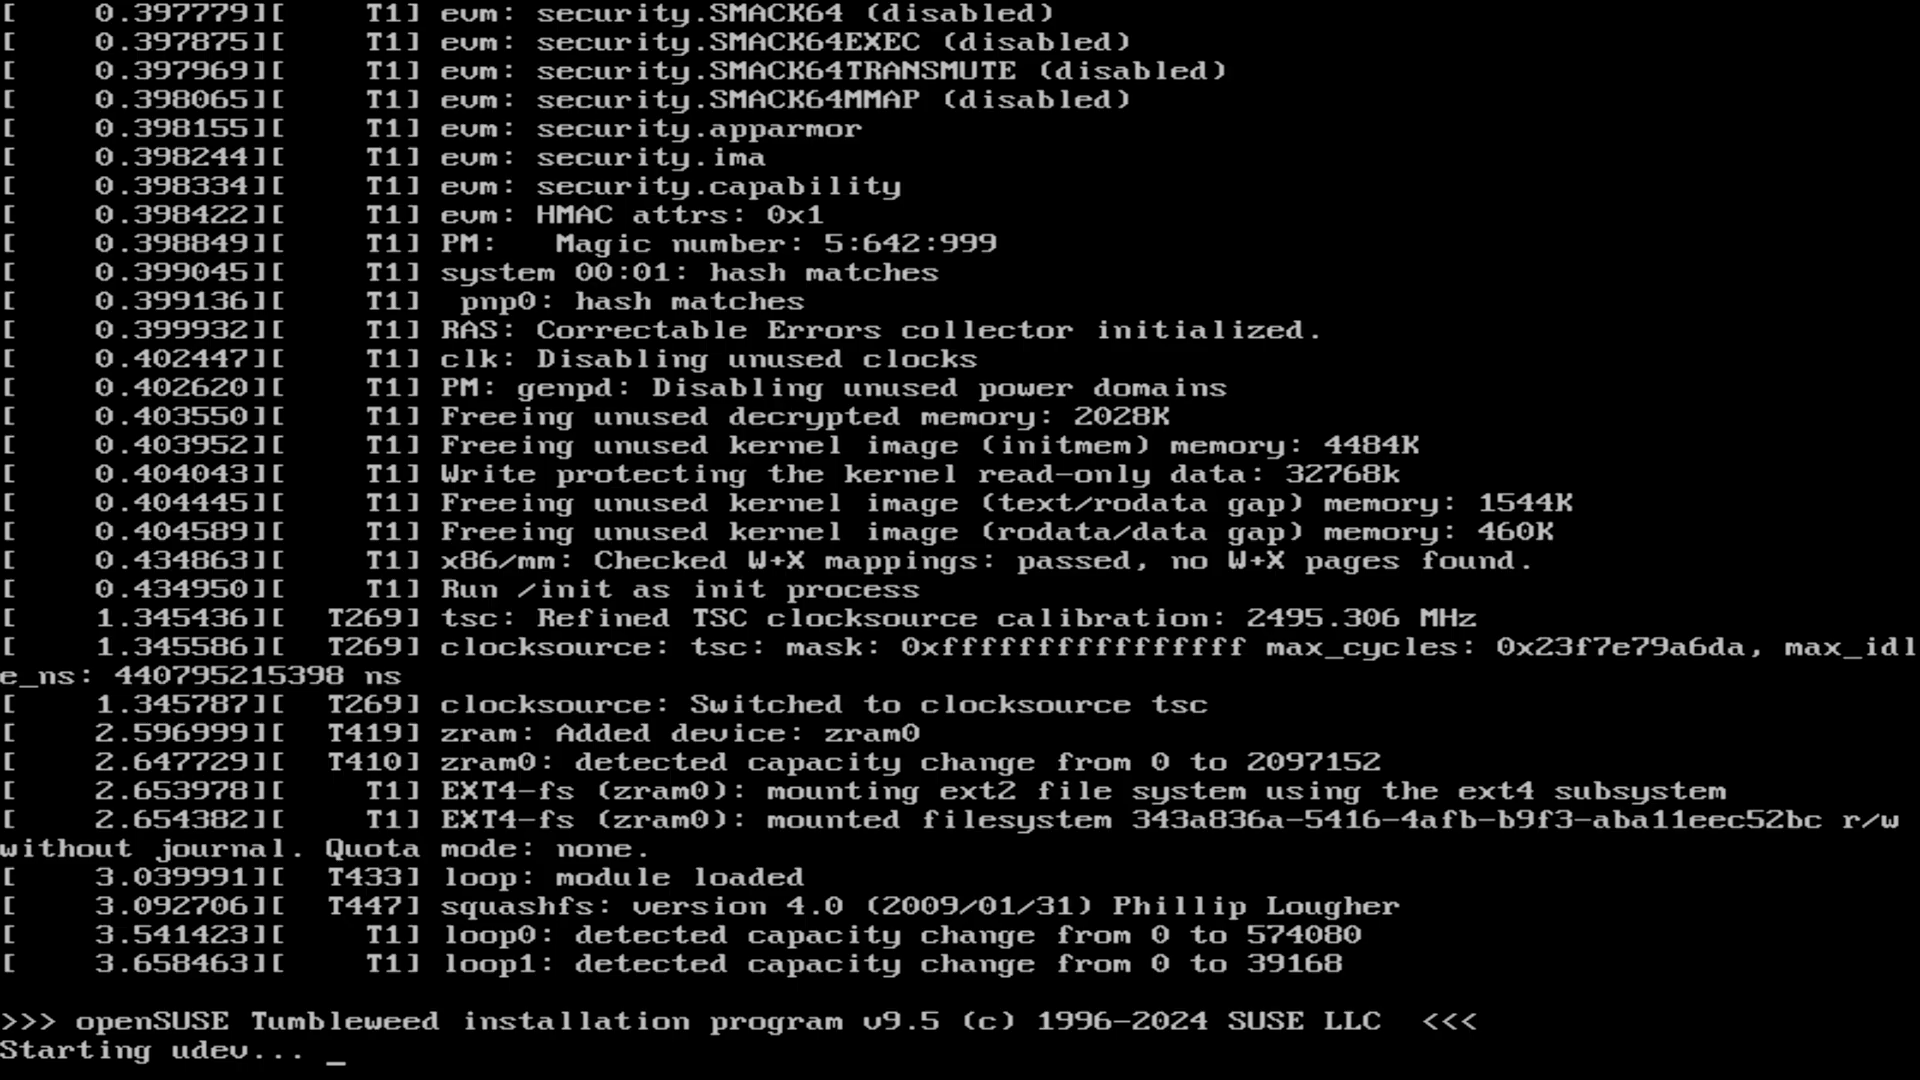 [    0.397779][    T1] evm: security.SMACK64 (disabled)
[    0.397875][    T1] evm: security.SMACK64EXEC (disabled)
[    0.397969][    T1] evm: security.SMACK64TRANSMUTE (disabled)
[    0.398065][    T1] evm: security.SMACK64MMAP (disabled)
[    0.398155][    T1] evm: security.apparmor
[    0.398244][    T1] evm: security.ima
[    0.398334][    T1] evm: security.capability
[    0.398422][    T1] evm: HMAC attrs: 0x1
[    0.398849][    T1] PM:   Magic number: 5:642:999
[    0.399045][    T1] system 00:01: hash matches
[    0.399136][    T1]  pnp0: hash matches
[    0.399932][    T1] RAS: Correctable Errors collector initialized.
[    0.402447][    T1] clk: Disabling unused clocks
[    0.402620][    T1] PM: genpd: Disabling unused power domains
[    0.403550][    T1] Freeing unused decrypted memory: 2028K
[    0.403952][    T1] Freeing unused kernel image (initmem) memory: 4484K
[    0.404043][    T1] Write protecting the kernel read-only data: 32768k
[    0.404445][    T1] Freeing unused kernel image (text/rodata gap) memory: 1544K
[    0.404589][    T1] Freeing unused kernel image (rodata/data gap) memory: 460K
[    0.434863][    T1] x86/mm: Checked W+X mappings: passed, no W+X pages found.
[    0.434950][    T1] Run /init as init process
[    1.345436][  T269] tsc: Refined TSC clocksource calibration: 2495.306 MHz
[    1.345586][  T269] clocksource: tsc: mask: 0xffffffffffffffff max_cycles: 0x23f7e79a6da, max_idl
e_ns: 440795215398 ns
[    1.345787][  T269] clocksource: Switched to clocksource tsc
[    2.596999][  T419] zram: Added device: zram0
[    2.647729][  T410] zram0: detected capacity change from 0 to 2097152
[    2.653978][    T1] EXT4-fs (zram0): mounting ext2 file system using the ext4 subsystem
[    2.654382][    T1] EXT4-fs (zram0): mounted filesystem 343a836a-5416-4afb-b9f3-aba11eec52bc r/w
without journal. Quota mode: none.
[    3.039991][  T433] loop: module loaded
[    3.092706][  T447] squashfs: version 4.0 (2009/01/31) Phillip Lougher
[    3.541423][    T1] loop0: detected capacity change from 0 to 574080
[    3.658463][    T1] loop1: detected capacity change from 0 to 39168
>>> openSUSE Tumbleweed installation program v9.5 (c) 1996-2024 SUSE LLC  <<<
Starting udev... _